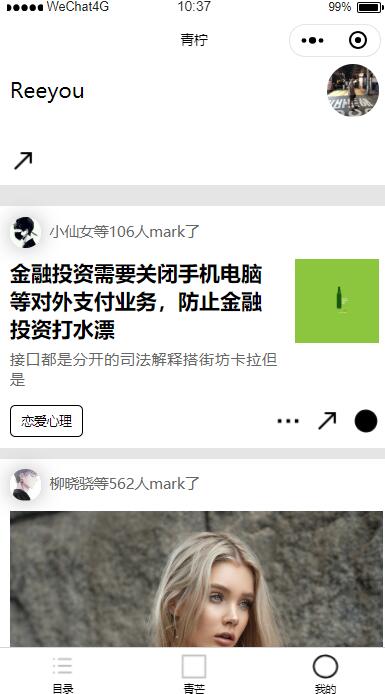 WeChat4G 10:37 99%
青柠
Reeyou
小仙女等106人mark了
金融投资需要关闭手机电脑
等对外支付业务，防止金融
投资打水漂
接口都是分开的司法解释搭街坊卡拉但
是
恋爱心理
柳晓骁等562人mark了
目录 青芒 我的